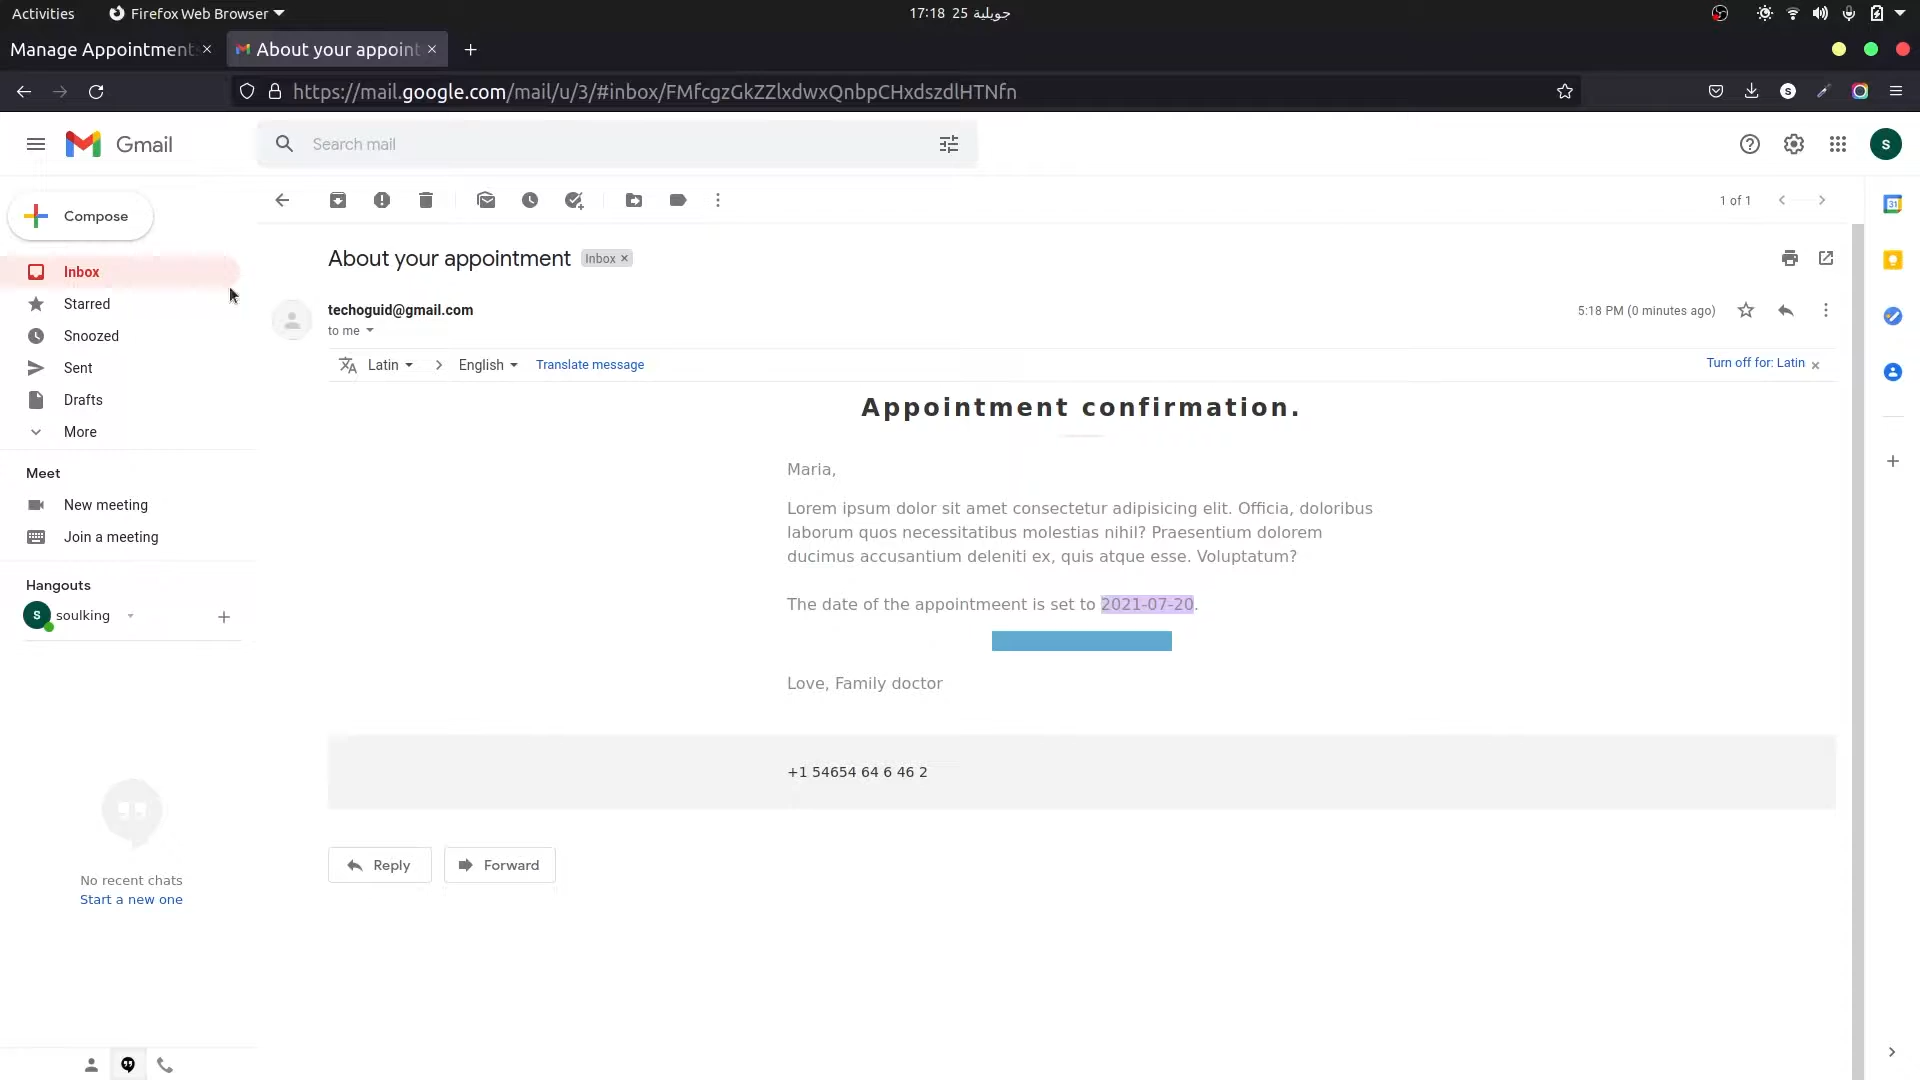 Activities
Firefox Web Browser
17:18 25 جويلية
Manage Appointment
About your appoint
https://mail.google.com/mail/u/3/#inbox/FMfcgzGkZZlxdwxQnbpCHxdszdlHTNfn
S
Gmail
Search mail
S
Compose
1 of 1
31
About your appointment
Inbox ×
Inbox
Starred
Snoozed
Sent
Drafts
More
techoguid@gmail.com
5:18 PM (0 minutes ago)
to me
Latin
English
Translate message
Turn off for: Latin
Appointment confirmation.
Maria,
Lorem ipsum dolor sit amet consectetur adipisicing elit. Officia, doloribus
laborum quos necessitatibus molestias nihil? Praesentium dolorem
ducimus accusantium deleniti ex, quis atque esse. Voluptatum?
The date of the appointmeent is set to 2021-07-20.
Love, Family doctor
+1 54654 64 6 46 2
Meet
New meeting
Join a meeting
Hangouts
S
soulking
Reply
Forward
No recent chats
Start a new one